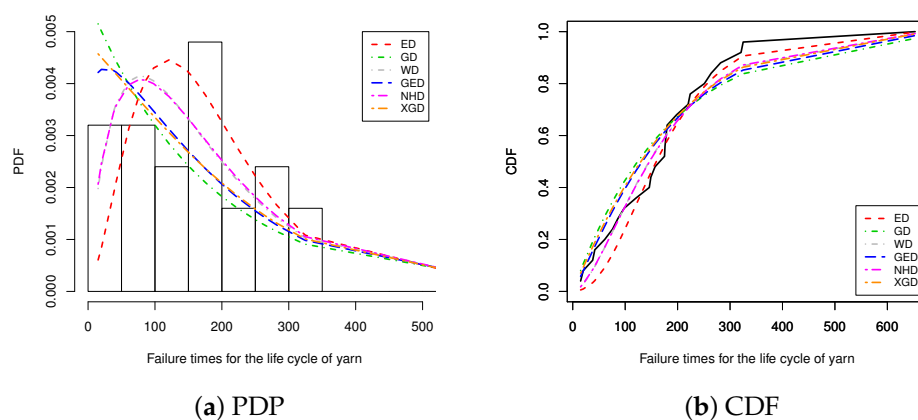 PDF
0.000
0.001
0.002
0.003
0.004
0.005
0
100
200
300
400
500
Failure times for the life cycle of yarn
ED
GD
WD
GED
NHD
XGD
(a) PDP
CDF
0.0
0.2
0.4
0.6
0.8
1.0
0
100
200
300
400
500
600
Failure times for the life cycle of yarn
ED
GD
WD
GED
NHD
XGD
(b) CDF